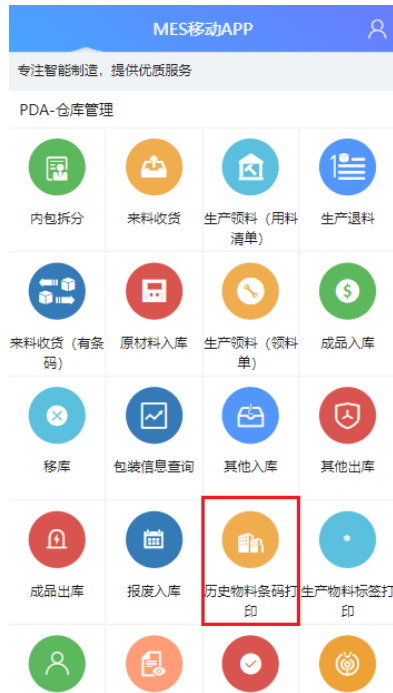 MES移动APP
专注智能制造，提供优质服务
PDA-仓库管理
内包拆分
来料收货
生产领料（用料
清单）
生产退料
来料收货（有条
码）
原材料入库
生产领料（领料
单）
成品入库
移库
包装信息查询
其他入库
其他出库
成品出库
报废入库
历史物料条码打
印
生产物料标签打
印